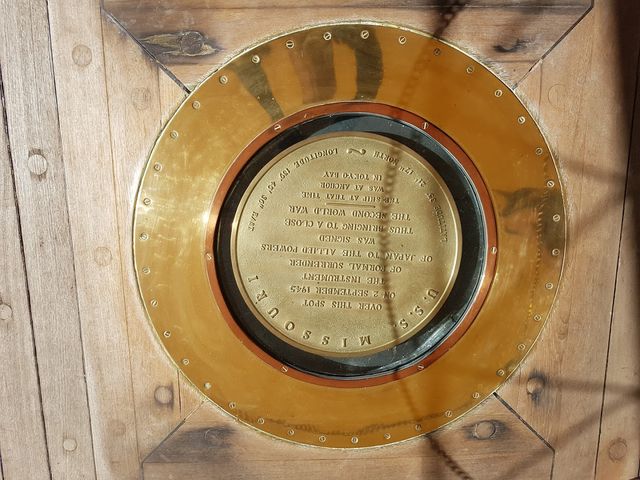 U.S.S. MISSOURI
OVER THIS SPOT
ON 2 SEPTEMBER 1945
THE INSTRUMENT
OF FORMAL SURRENDER
OF JAPAN TO THE ALLIED POWERS
WAS SIGNED
THUS BRINGING TO A CLOSE
THE SECOND WORLD WAR
THE SHIP AT THAT TIME
WAS AT ANCHOR
IN TOKYO BAY
LATITUDE 35° 21' 17" NORTH ~ LONGITUDE 139° 45' 36" EAST